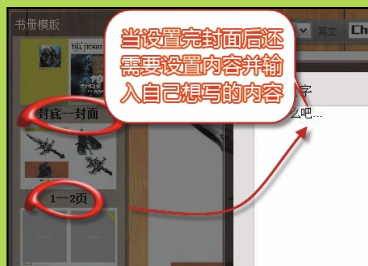 书册模版
英文
当设置完封面后还
需要设置内容并输
入自己想写的内容
字
么吧...
封底--封面
1--2页